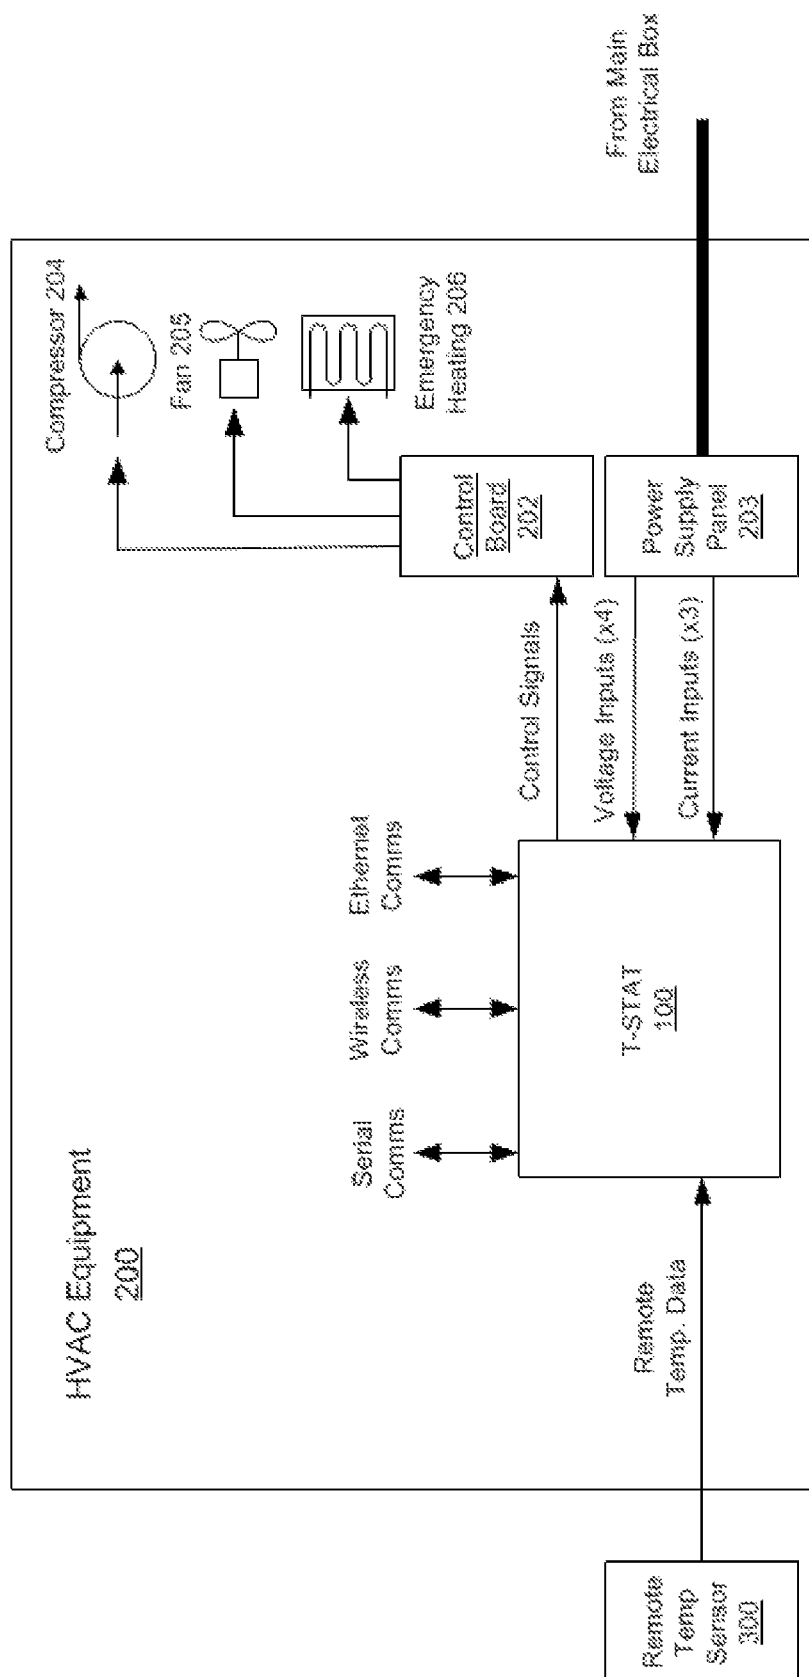 HVAC Equipment
200
Compressor 204
Fan 205
Emergency
Heating 206
Control
Board
202
From Main
Electrical Box
Power
Supply
Panel
203
Control Signals
Voltage Inputs (x4)
Current Inputs (x3)
Serial
Comms
Wireless
Comms
Ethernet
Comms
T-STAT
100
Remote
Temp. Data
Remote
Temp
Sensor
300